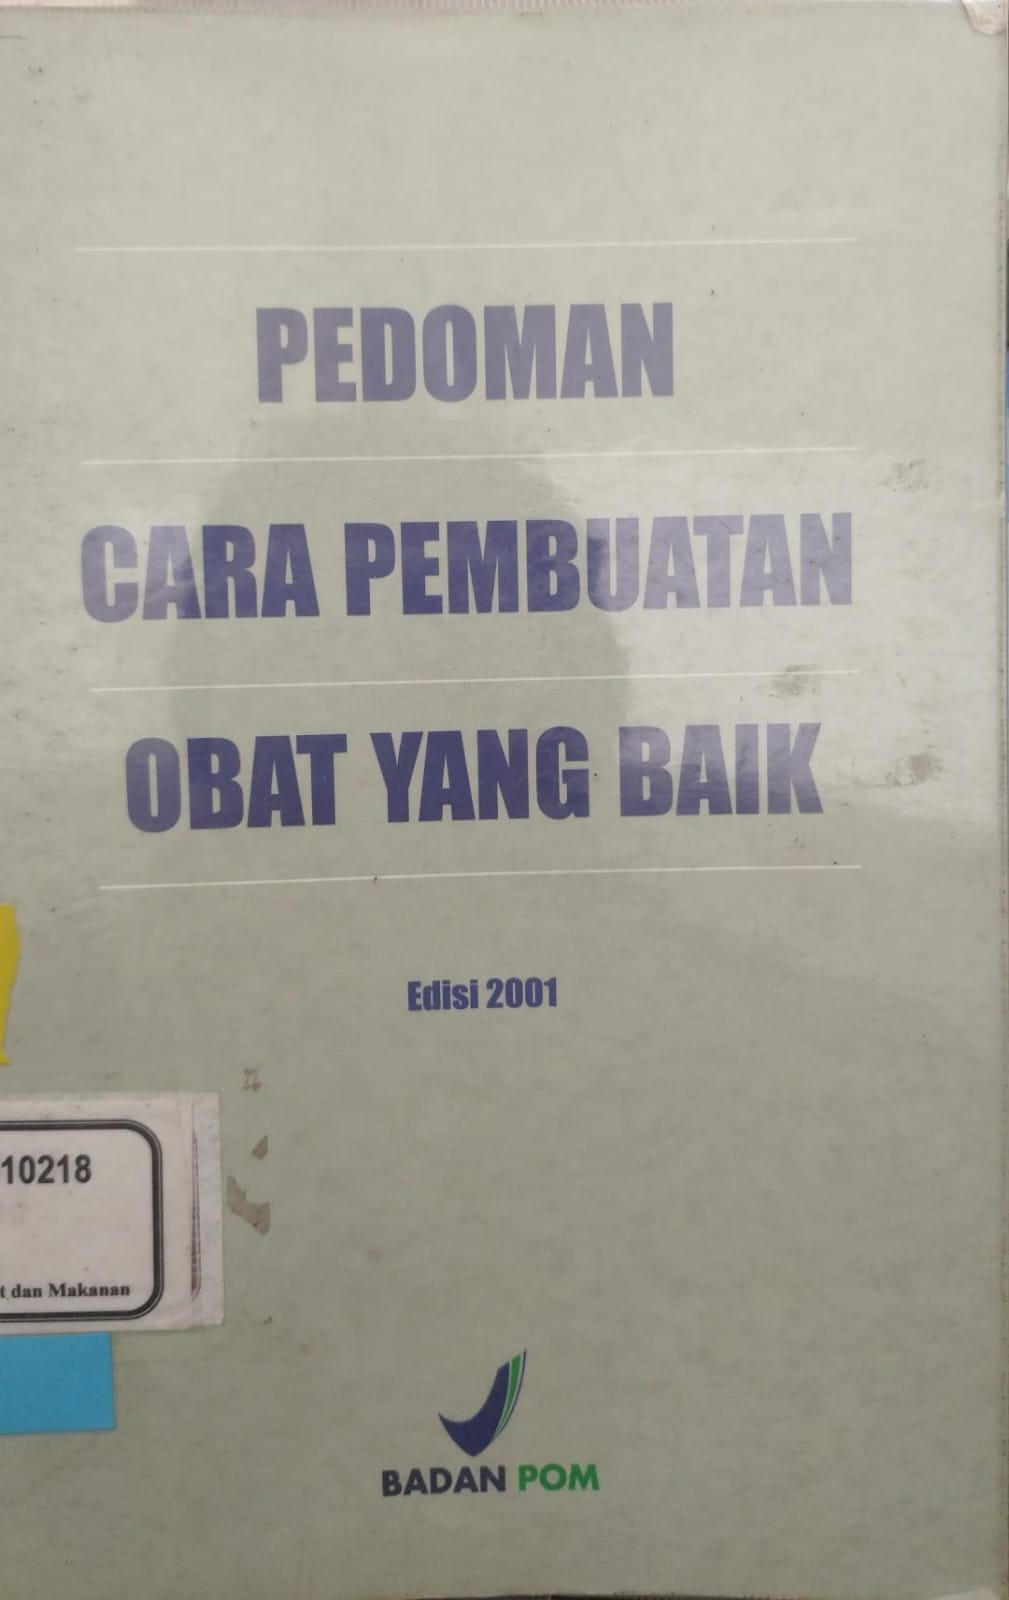 PEDOMAN
CARA PEMBUATAN
OBAT YANG BAIK
Edisi 2001
10218
t dan Makanan
BADAN POM